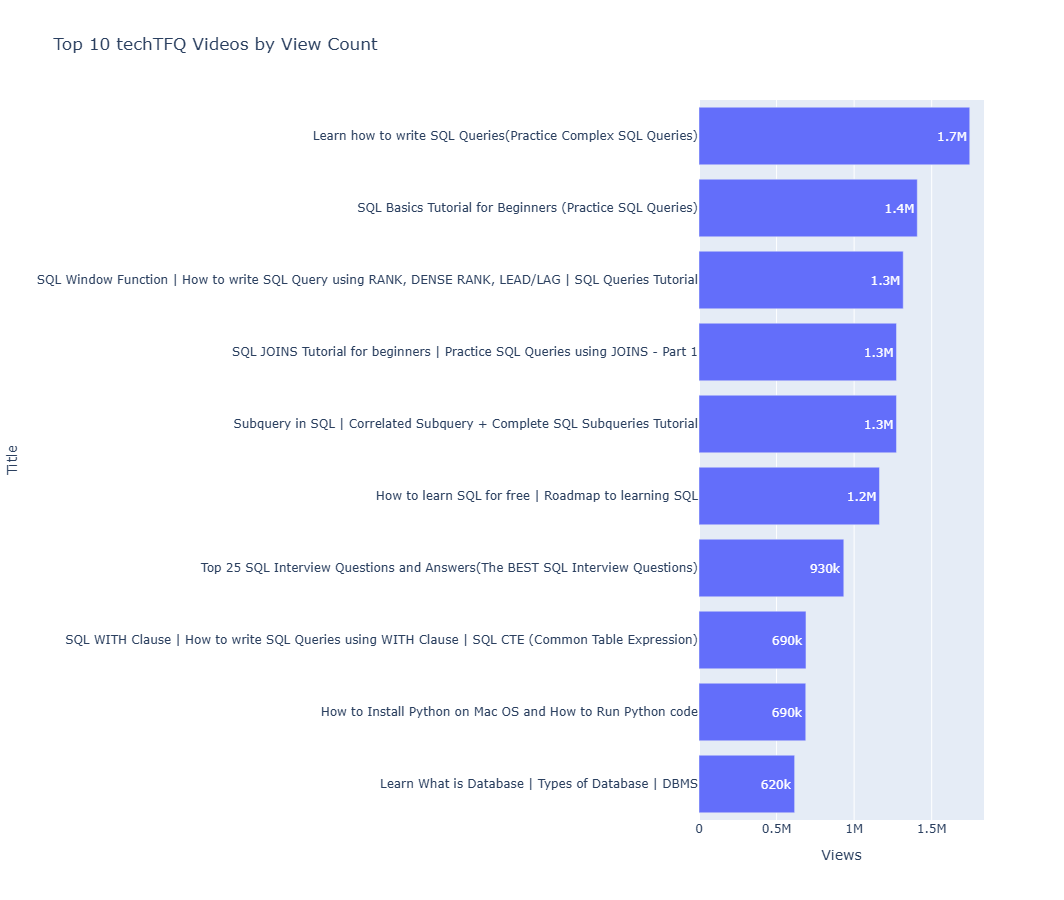 Top 10 techTFQ Videos by View Count
Learn how to write SQL Queries(Practice Complex SQL Queries)
1.7M
SQL Basics Tutorial for Beginners (Practice SQL Queries)
1.4M
SQL Window Function | How to write SQL Query using RANK, DENSE RANK, LEAD/LAG | SQL Queries Tutorial
1.3M
SQL JOINS Tutorial for beginners | Practice SQL Queries using JOINS - Part 1
1.3M
Subquery in SQL | Correlated Subquery + Complete SQL Subqueries Tutorial
1.3M
Title
How to learn SQL for free | Roadmap to learning SQL
1.2M
Top 25 SQL Interview Questions and Answers(The BEST SQL Interview Questions)
930k
SQL WITH Clause | How to write SQL Queries using WITH Clause | SQL CTE (Common Table Expression)
690k
How to Install Python on Mac OS and How to Run Python code
690k
Learn What is Database | Types of Database | DBMS
620k
0 0.5M 1M 1.5M
Views